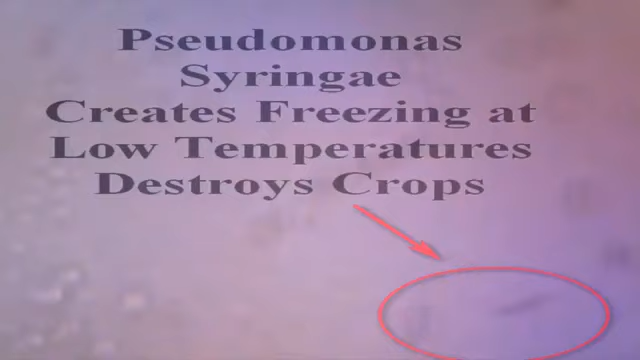 Pseudomonas
Syringae
Creates Freezing at
Low Temperatures
Destroys Crops